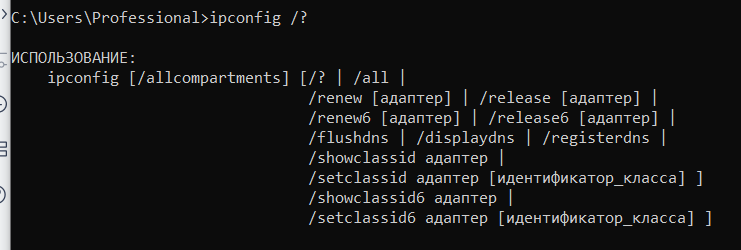 C:\Users\Professional>ipconfig /?
ИСПОЛЬЗОВАНИЕ:
ipconfig [/allcompartments] [/? | /all |
/renew [адаптер] | /release [адаптер] |
/renew6 [адаптер] | /release6 [адаптер] |
/flushdns | /displaydns | /registerdns |
/showclassid адаптер |
/setclassid адаптер [идентификатор_класса] ]
/showclassid6 адаптер |
/setclassid6 адаптер [идентификатор_класса] ]